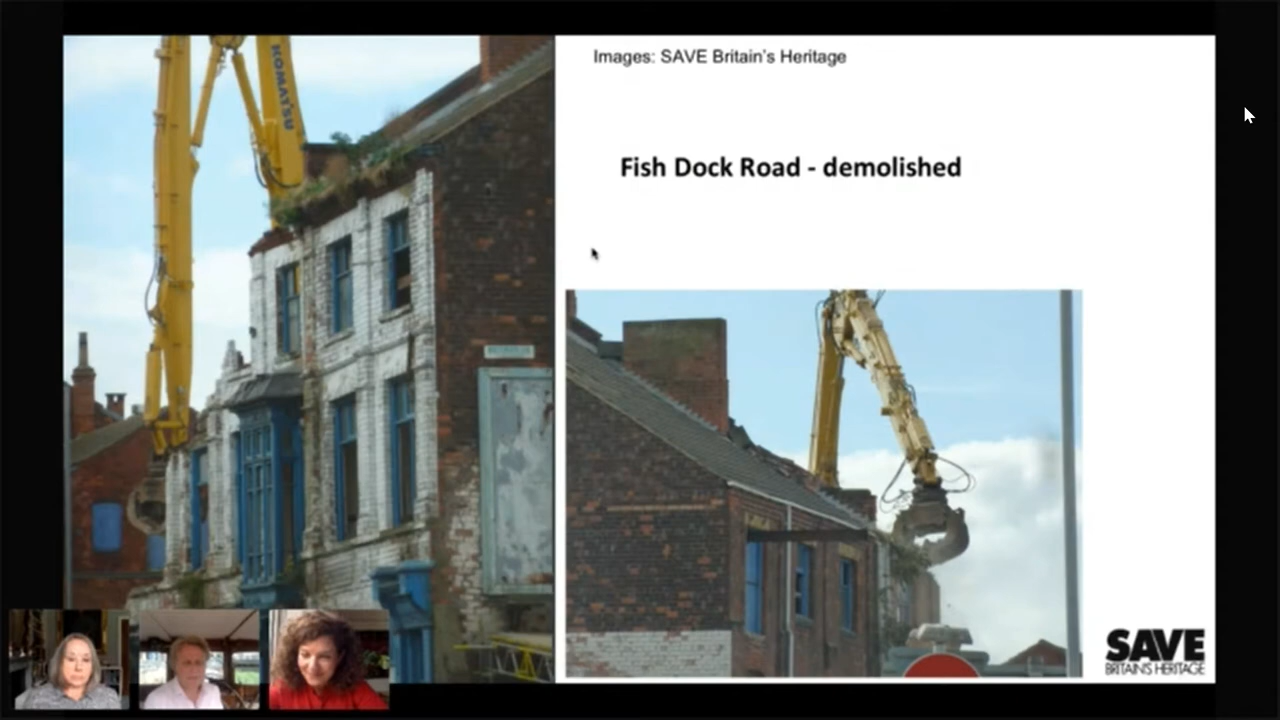 KOMATSU
Images: SAVE Britain's Heritage
Fish Dock Road - demolished
SAVE
BRITAIN'S HERITAGE